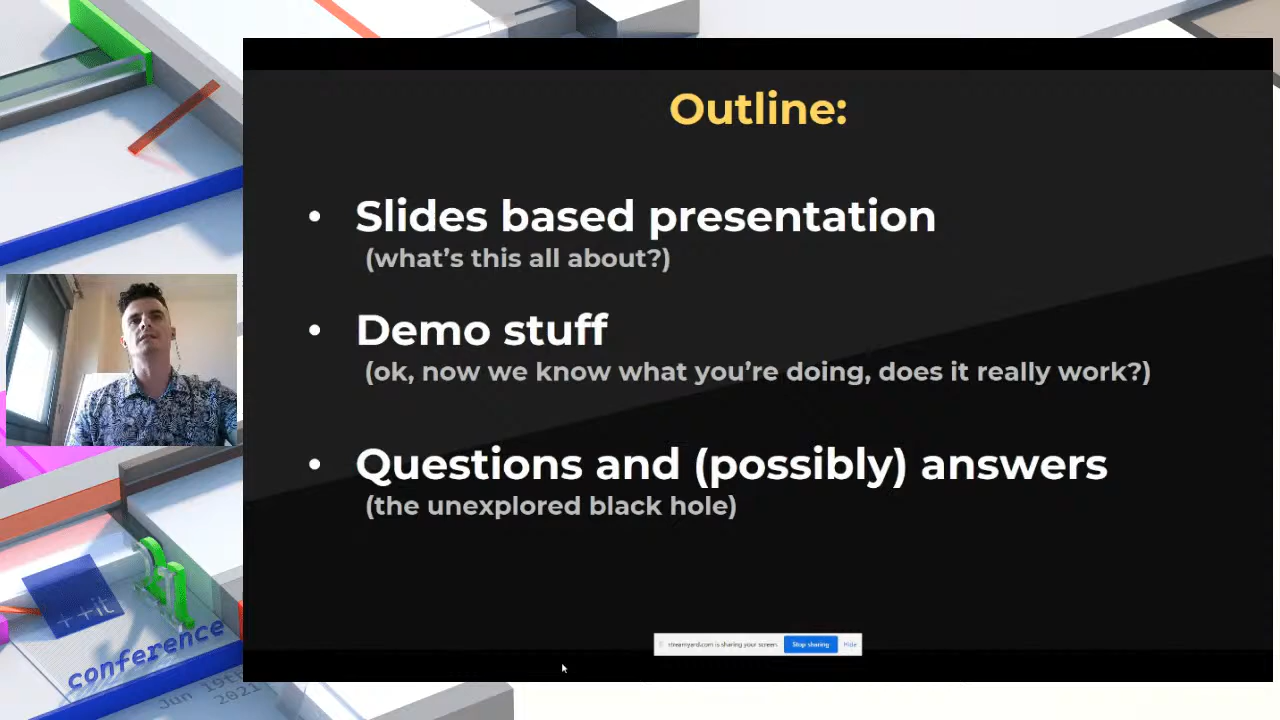 Outline:
• Slides based presentation
(what's this all about?)
• Demo stuff
(ok, now we know what you're doing, does it really work?)
• Questions and (possibly) answers
(the unexplored black hole)
streamyard.com is sharing your screen.
Stop sharing
Hide
++it
conference
Jun 19th
2021